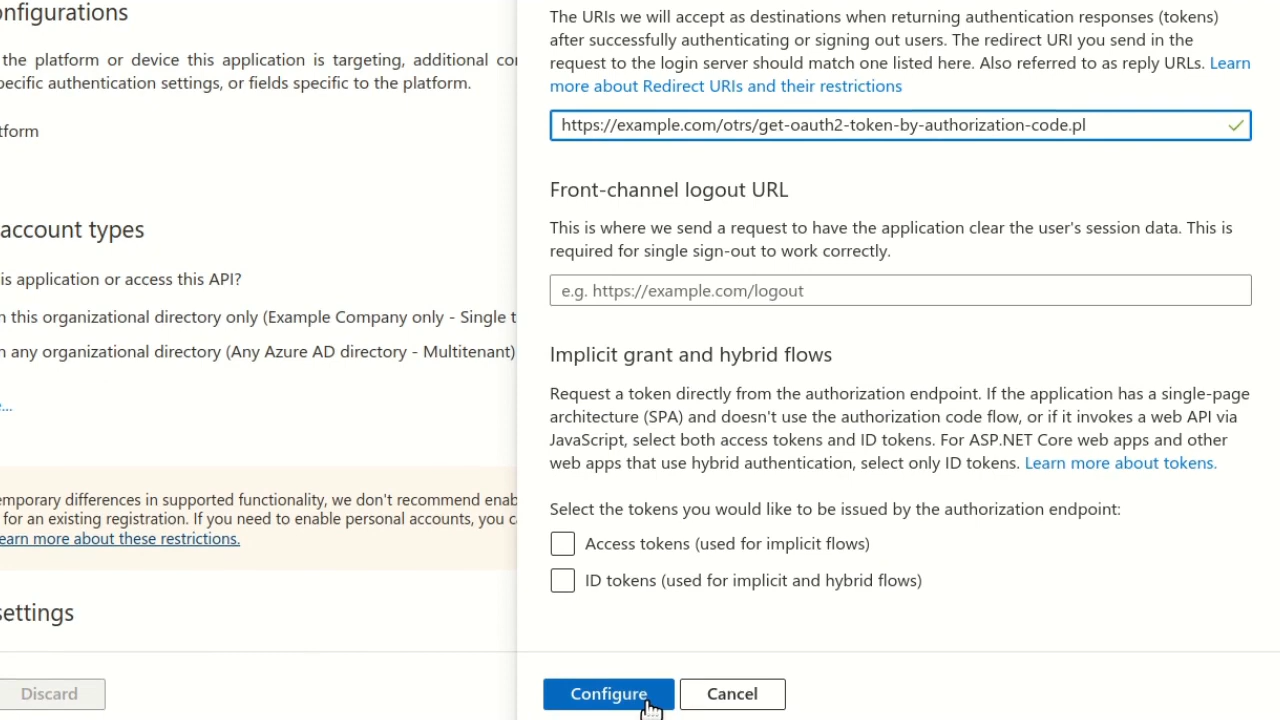 onfigurations
the platform or device this application is targeting, additional con
pecific authentication settings, or fields specific to the platform.
tform
account types
is application or access this API?
n this organizational directory only (Example Company only - Single t
n any organizational directory (Any Azure AD directory - Multitenant)
e...
emporary differences in supported functionality, we don't recommend enab
for an existing registration. If you need to enable personal accounts, you ca
earn more about these restrictions.
settings
Discard
The URIs we will accept as destinations when returning authentication responses (tokens)
after successfully authenticating or signing out users. The redirect URI you send in the
request to the login server should match one listed here. Also referred to as reply URLs. Learn
more about Redirect URIs and their restrictions
https://example.com/otrs/get-oauth2-token-by-authorization-code.pl
Front-channel logout URL
This is where we send a request to have the application clear the user's session data. This is
required for single sign-out to work correctly.
e.g. https://example.com/logout
Implicit grant and hybrid flows
Request a token directly from the authorization endpoint. If the application has a single-page
architecture (SPA) and doesn't use the authorization code flow, or if it invokes a web API via
JavaScript, select both access tokens and ID tokens. For ASP.NET Core web apps and other
web apps that use hybrid authentication, select only ID tokens. Learn more about tokens.
Select the tokens you would like to be issued by the authorization endpoint:
Access tokens (used for implicit flows)
ID tokens (used for implicit and hybrid flows)
Configure
Cancel